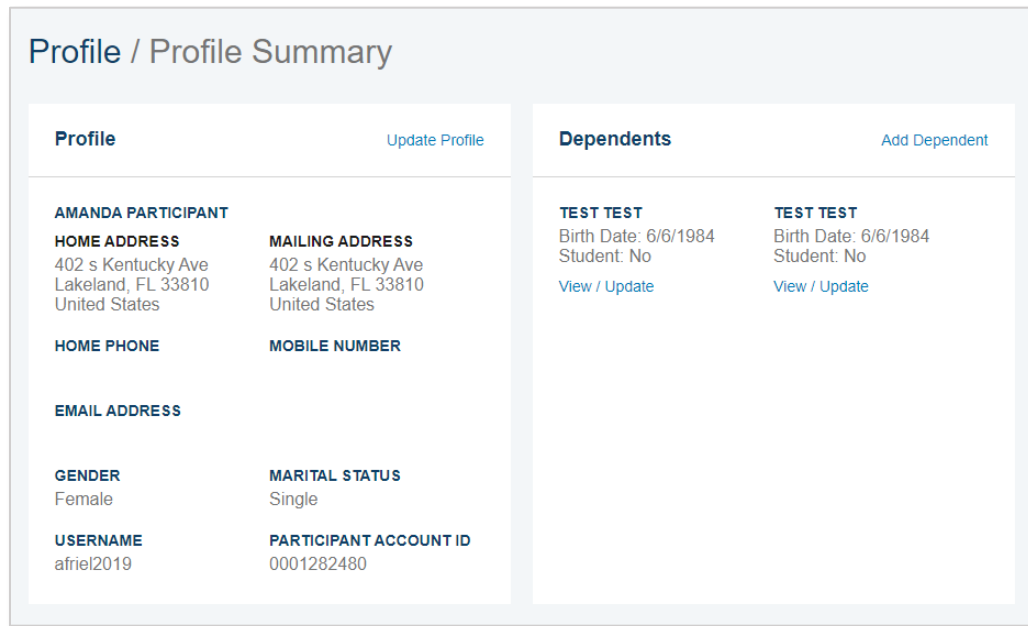 Profile / Profile Summary
Profile
Update Profile
AMANDA PARTICIPANT
HOME ADDRESS
402 s Kentucky Ave
Lakeland, FL 33810
United States
MAILING ADDRESS
402 s Kentucky Ave
Lakeland, FL 33810
United States
HOME PHONE
MOBILE NUMBER
EMAIL ADDRESS
GENDER
Female
MARITAL STATUS
Single
USERNAME
afriel2019
PARTICIPANT ACCOUNT ID
0001282480
Dependents
Add Dependent
TEST TEST
Birth Date: 6/6/1984
Student: No
View / Update
TEST TEST
Birth Date: 6/6/1984
Student: No
View / Update